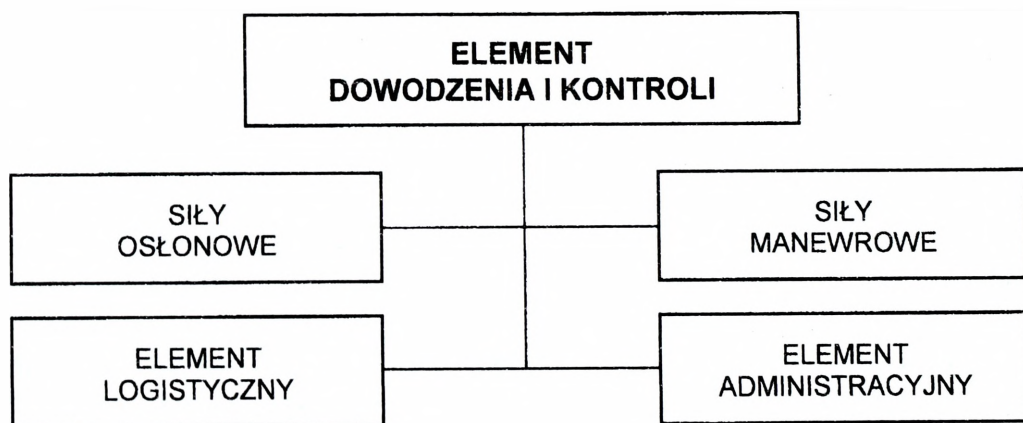 ELEMENT
DOWODZENIA I KONTROLI
SIŁY
OSŁONOWE
SIŁY
MANEWROWE
ELEMENT
LOGISTYCZNY
ELEMENT
ADMINISTRACYJNY